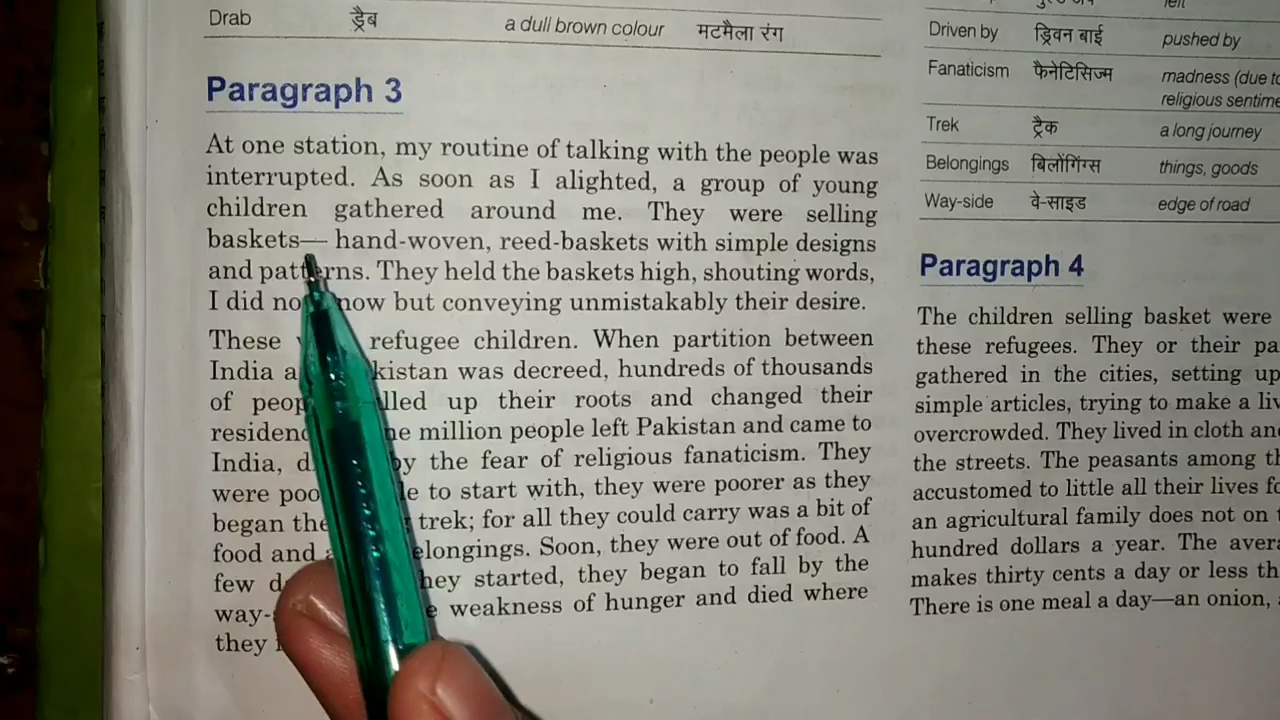 Drab ड्रैब a dull brown colour मटमैला रंग
Paragraph 3
At one station, my routine of talking with the people was
interrupted. As soon as I alighted, a group of young
children gathered around me. They were selling
baskets— hand-woven, reed-baskets with simple designs
and patterns. They held the baskets high, shouting words,
I did no now but conveying unmistakably their desire.
These refugee children. When partition between
India a kistan was decreed, hundreds of thousands
of peop lled up their roots and changed their
residenc ne million people left Pakistan and came to
India, d by the fear of religious fanaticism. They
were poo le to start with, they were poorer as they
began the trek; for all they could carry was a bit of
food and elongings. Soon, they were out of food. A
few d hey started, they began to fall by the
way- e weakness of hunger and died where
they
left
Driven by ड्रिवन बाई pushed by
Fanaticism फैनेटिसिज्म madness (due to
religious sentime
Trek ट्रैक a long journey
Belongings बिलोंगिंग्स things, goods
Way-side वे-साइड edge of road
Paragraph 4
The children selling basket were
these refugees. They or their pa
gathered in the cities, setting up
simple articles, trying to make a liv
overcrowded. They lived in cloth and
the streets. The peasants among th
accustomed to little all their lives fo
an agricultural family does not on
hundred dollars a year. The avera
makes thirty cents a day or less th
There is one meal a day—an onion,